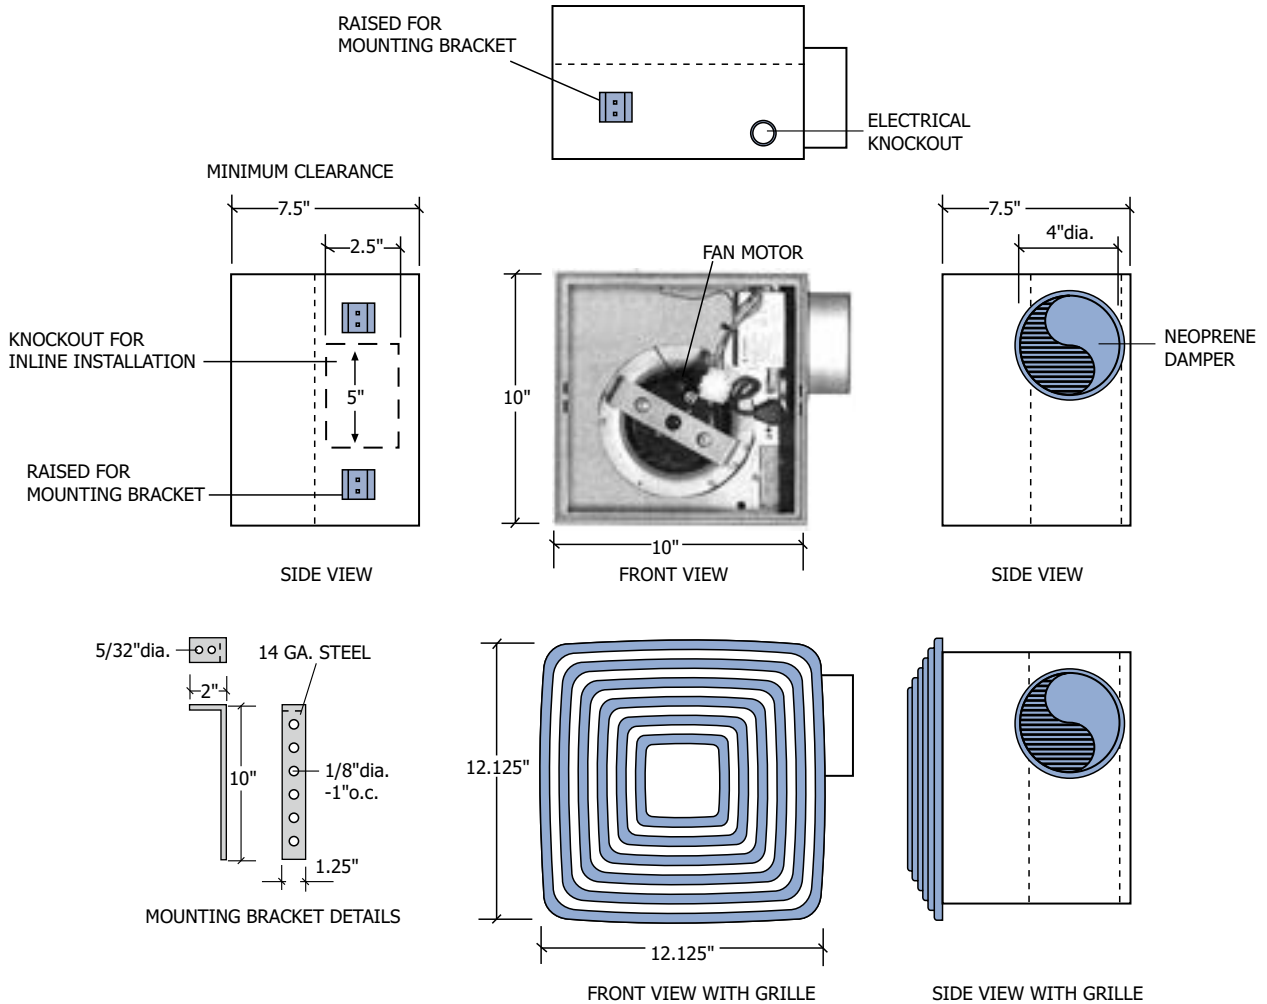 RAISED FOR
MOUNTING BRACKET
ELECTRICAL
KNOCKOUT
MINIMUM CLEARANCE
7.5"
2.5"
KNOCKOUT FOR
INLINE INSTALLATION
5"
RAISED FOR
MOUNTING BRACKET
SIDE VIEW
FAN MOTOR
10"
10"
FRONT VIEW
7.5"
4"dia.
NEOPRENE
DAMPER
SIDE VIEW
5/32"dia.
14 GA. STEEL
2"
10"
1/8"dia.
-1"o.c.
1.25"
MOUNTING BRACKET DETAILS
12.125"
12.125"
FRONT VIEW WITH GRILLE
SIDE VIEW WITH GRILLE